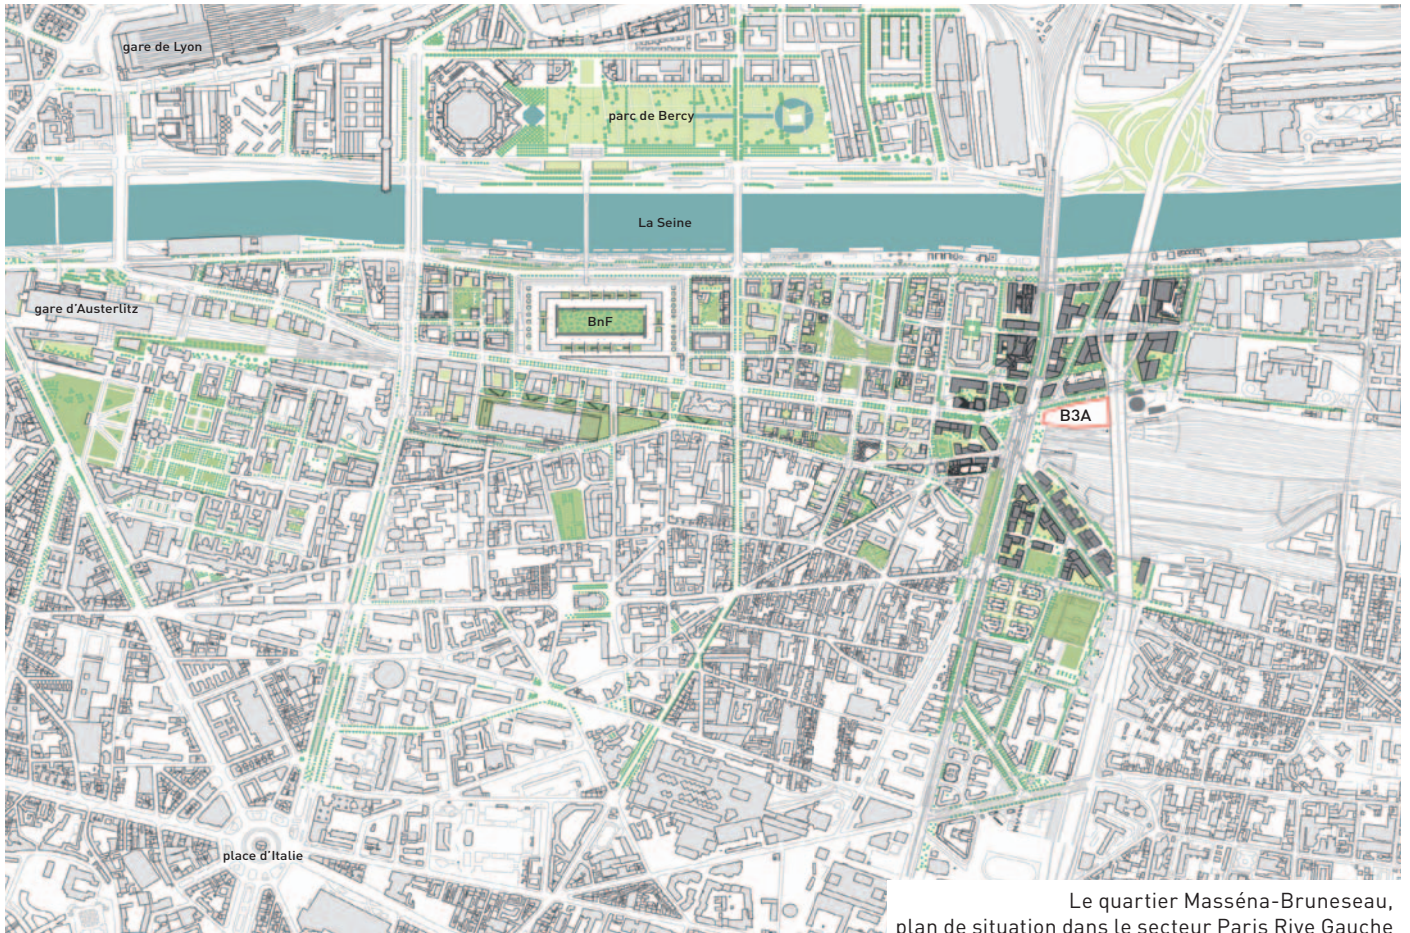 gare de Lyon
parc de Bercy
La Seine
gare d'Austerlitz
BnF
B3A
place d'Italie
Le quartier Masséna-Bruneseau,
plan de situation dans le secteur Paris Rive Gauche